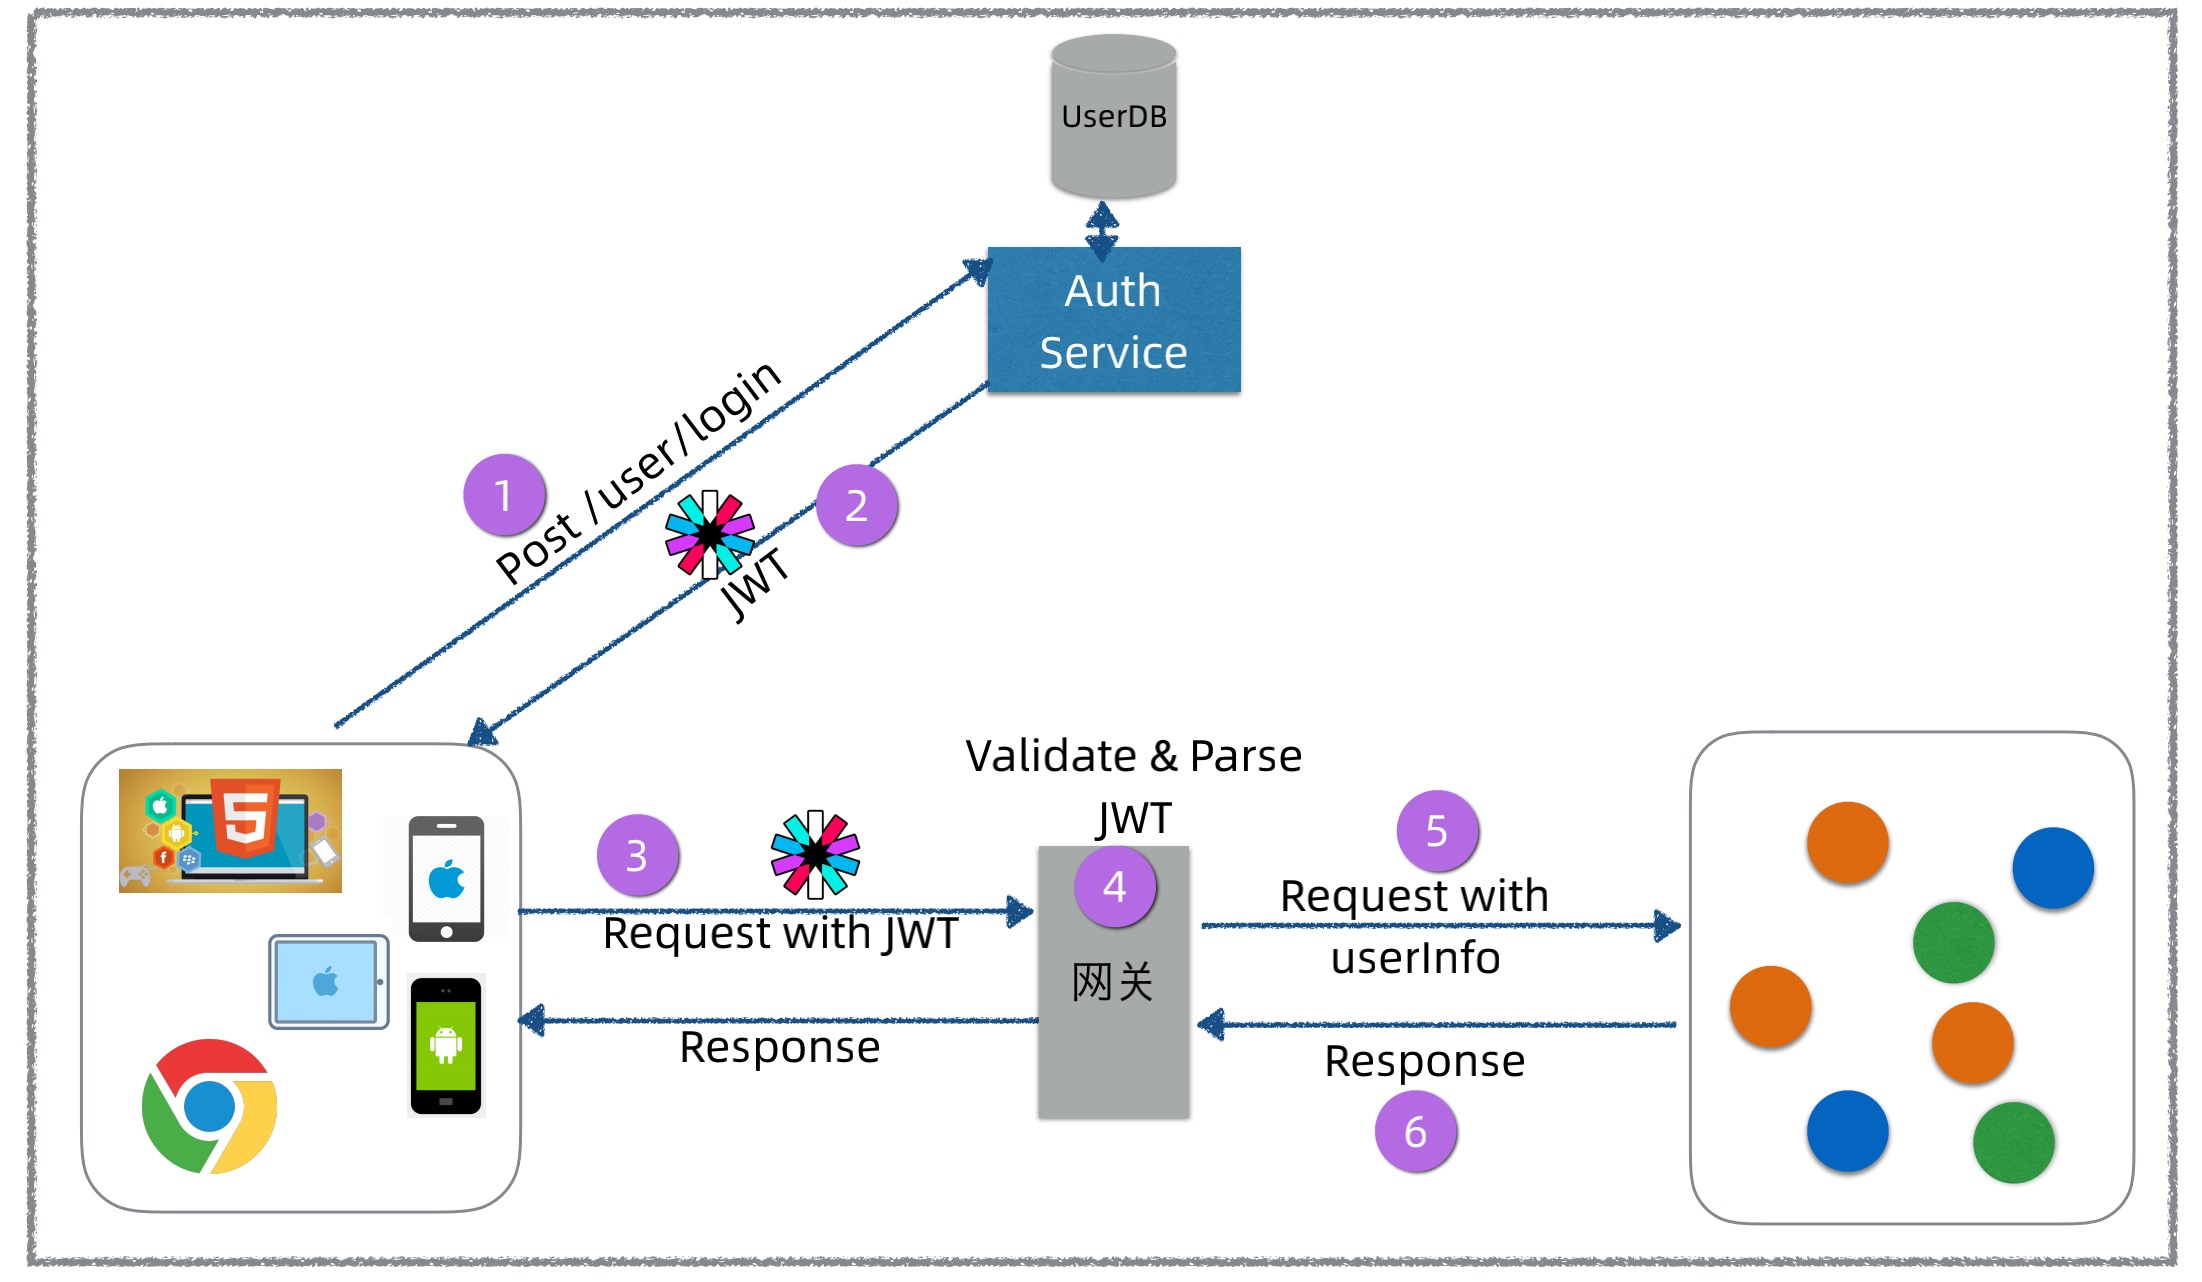 UserDB
Auth
Service
Post /user/login
1
2
JWT
Validate & Parse
JWT
3
Request with JWT
4
网关
5
Request with
userInfo
Response
Response
6